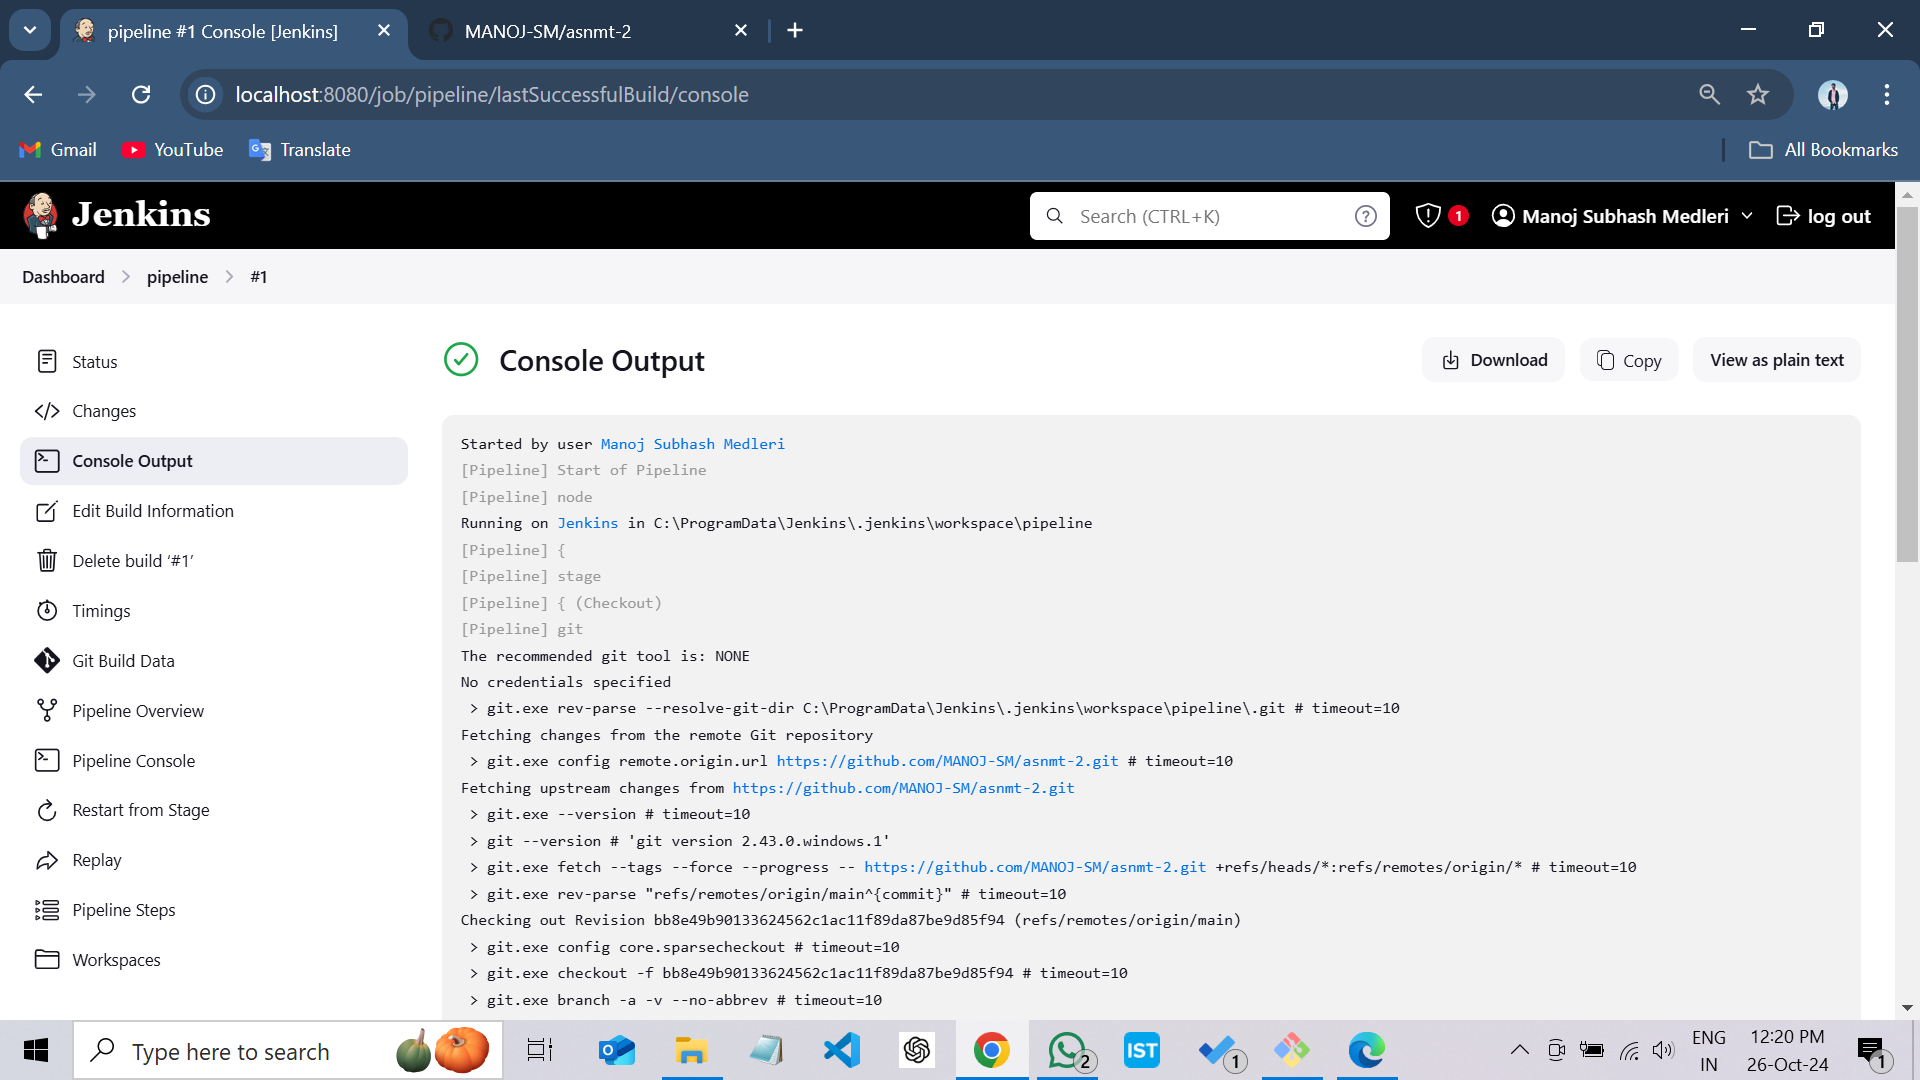 pipeline #1 Console [Jenkins]
MANOJ-SM/asnmt-2
localhost:8080/job/pipeline/lastSuccessfulBuild/console
Gmail
YouTube
Translate
All Bookmarks
Jenkins
Search (CTRL+K)
?
1
Manoj Subhash Medleri
log out
Dashboard
pipeline
#1
Status
Changes
Console Output
Edit Build Information
Delete build ‘#1’
Timings
Git Build Data
Pipeline Overview
Pipeline Console
Restart from Stage
Replay
Pipeline Steps
Workspaces
Console Output
Download
Copy
View as plain text
Started by user Manoj Subhash Medleri
[Pipeline] Start of Pipeline
[Pipeline] node
Running on Jenkins in C:\ProgramData\Jenkins\.jenkins\workspace\pipeline
[Pipeline] {
[Pipeline] stage
[Pipeline] { (Checkout)
[Pipeline] git
The recommended git tool is: NONE
No credentials specified
> git.exe rev-parse --resolve-git-dir C:\ProgramData\Jenkins\.jenkins\workspace\pipeline\.git # timeout=10
Fetching changes from the remote Git repository
> git.exe config remote.origin.url https://github.com/MANOJ-SM/asnmt-2.git # timeout=10
Fetching upstream changes from https://github.com/MANOJ-SM/asnmt-2.git
> git.exe --version # timeout=10
> git --version # 'git version 2.43.0.windows.1'
> git.exe fetch --tags --force --progress -- https://github.com/MANOJ-SM/asnmt-2.git +refs/heads/*:refs/remotes/origin/* # timeout=10
> git.exe rev-parse "refs/remotes/origin/main^{commit}" # timeout=10
Checking out Revision bb8e49b90133624562c1ac11f89da87be9d85f94 (refs/remotes/origin/main)
> git.exe config core.sparsecheckout # timeout=10
> git.exe checkout -f bb8e49b90133624562c1ac11f89da87be9d85f94 # timeout=10
> git.exe branch -a -v --no-abbrev # timeout=10
Type here to search
2
IST
1
ENG
IN
12:20 PM
26-Oct-24
1